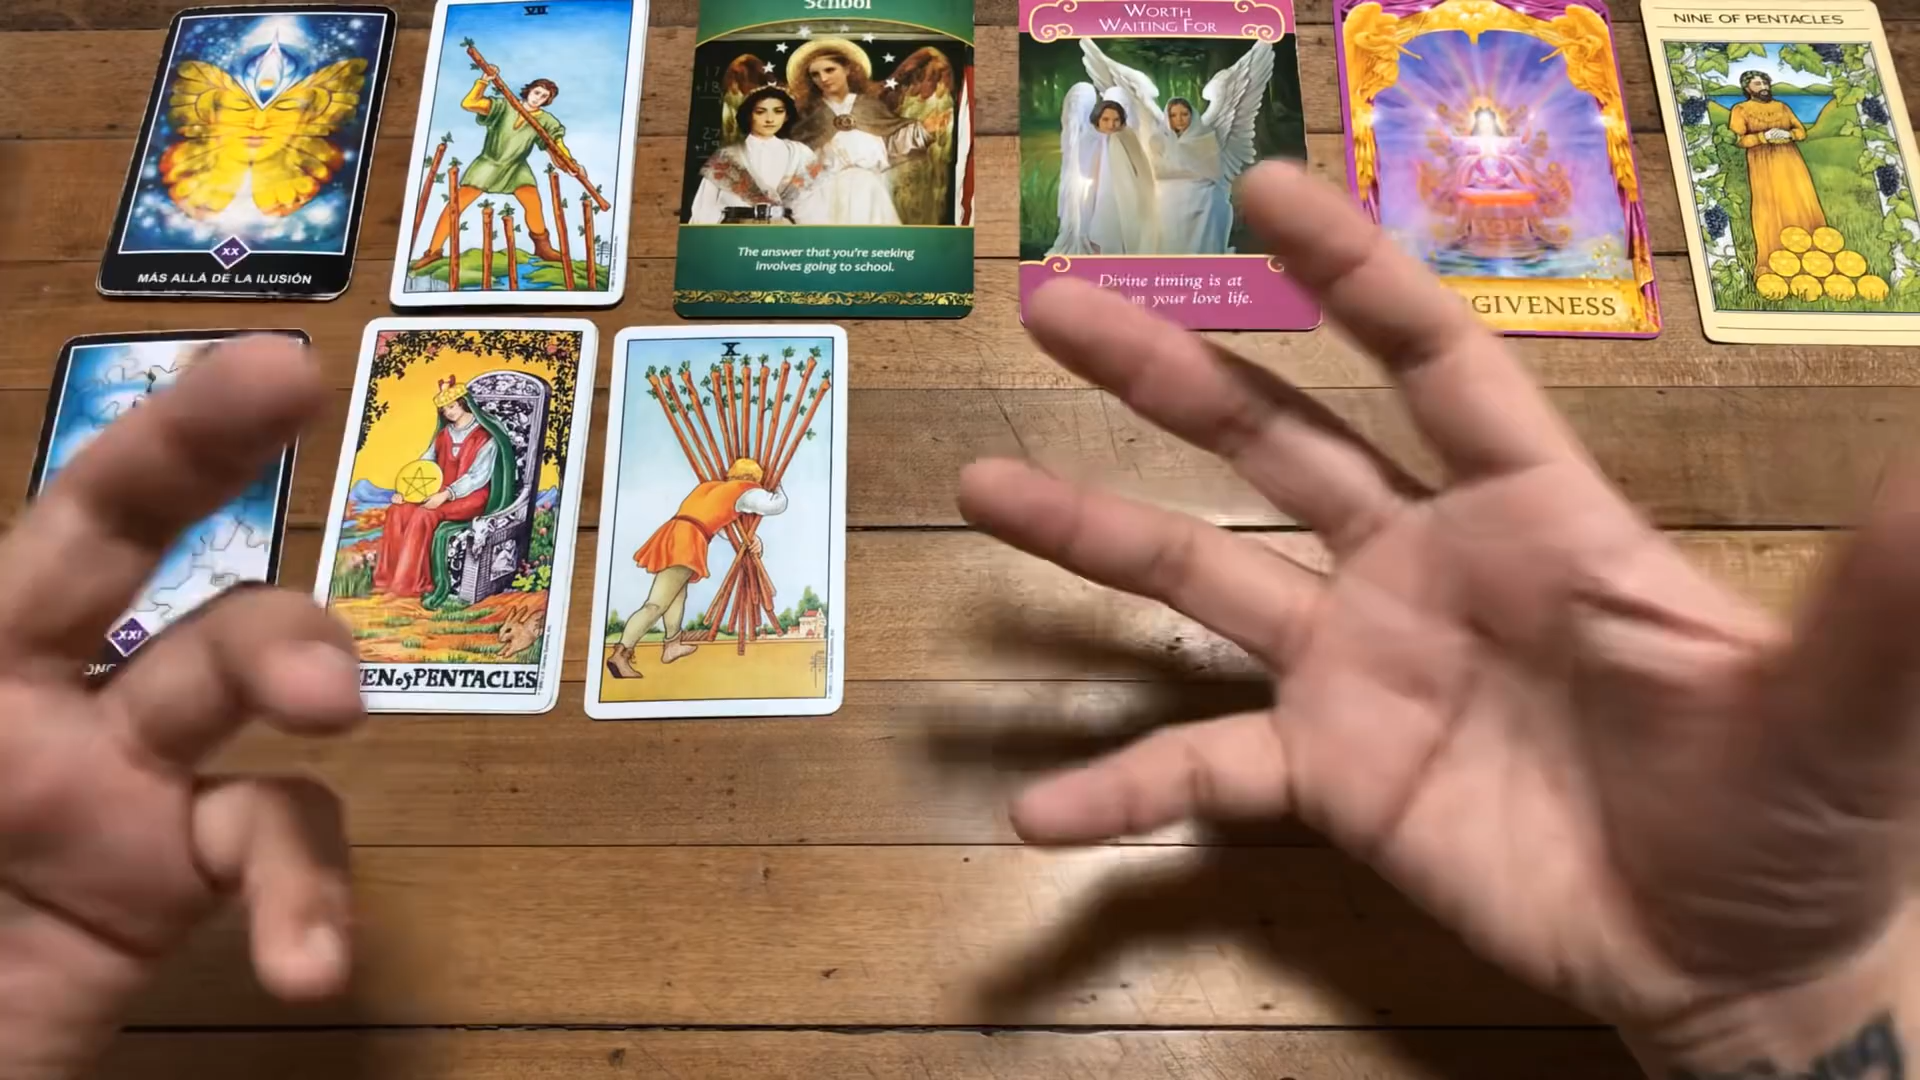 XX
MÁS ALLÁ DE LA ILUSIÓN
VII
School
The answer that you're seeking
involves going to school.
WORTH
WAITING FOR
Divine timing is at
in your love life.
GIVENESS
NINE OF PENTACLES
XXI
EN of PENTACLES
X